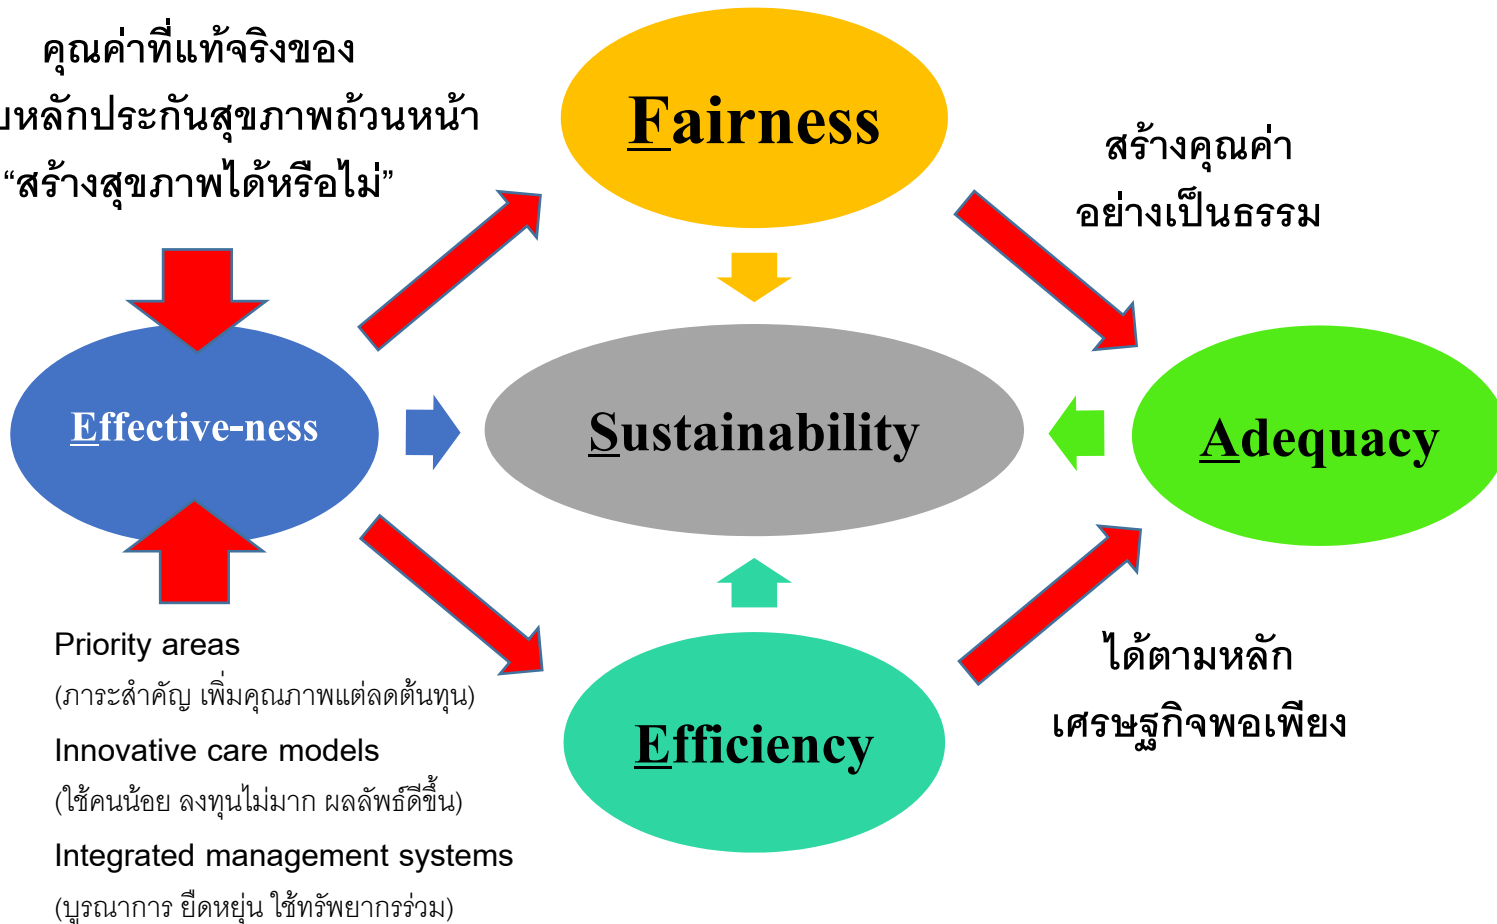 คุณค่าที่แท้จริงของ
บหลักประกันสุขภาพถ้วนหน้า
“สร้างสุขภาพได้หรือไม่”
Fairness
สร้างคุณค่า
อย่างเป็นธรรม
Effective-ness
Sustainability
Adequacy
Priority areas
(ภาระสำคัญ เพิ่มคุณภาพแต่ลดต้นทุน)
Innovative care models
(ใช้คนน้อย ลงทุนไม่มาก ผลลัพธ์ดีขึ้น)
Integrated management systems
(บูรณาการ ยืดหยุ่น ใช้ทรัพยากรร่วม)
Efficiency
ได้ตามหลัก
เศรษฐกิจพอเพียง